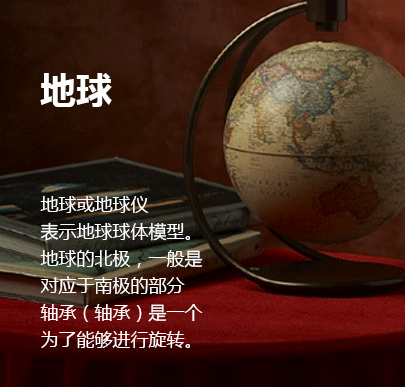 地球
地球或地球仪
表示地球球体模型。
地球的北极，一般是
对应于南极的部分
轴承（轴承）是一个
为了能够进行旋转。